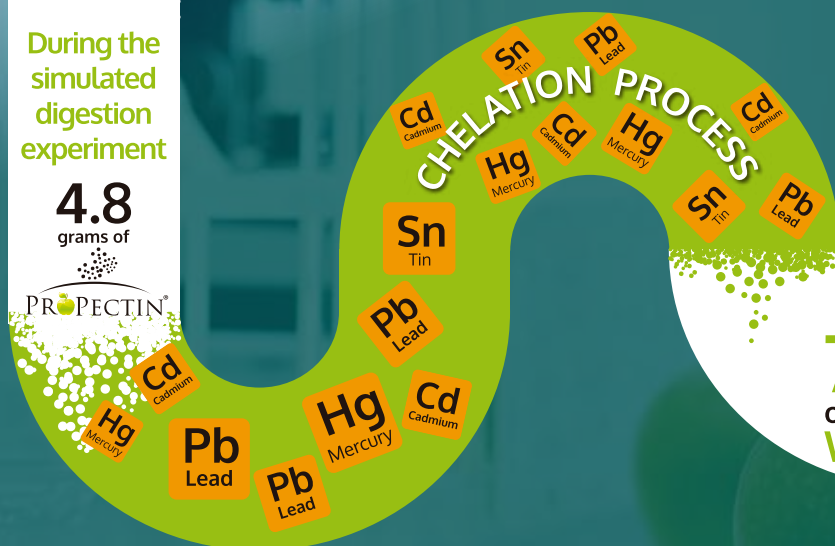 During the
simulated
digestion
experiment
4.8
grams of
PROPECTIN®
CHELATION PROCESS
Sn
Tin
Pb
Lead
Cd
Cadmium
Cd
Cadmium
Hg
Mercury
Hg
Mercury
Cd
Cadmium
Sn
Tin
Pb
Lead
Sn
Tin
Pb
Lead
Cd
Cadmium
Hg
Mercury
Cd
Cadmium
Hg
Mercury
Pb
Lead
Pb
Lead